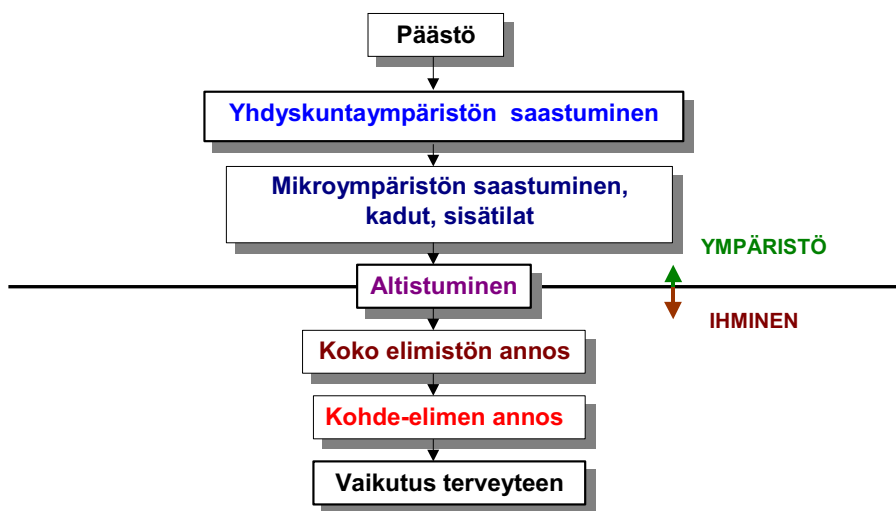 Päästö
Yhdyskuntaympäristön saastuminen
Mikroympäristön saastuminen,
kadut, sisätilat
YMPÄRISTÖ
Altistuminen
IHMINEN
Koko elimistön annos
Kohde-elimen annos
Vaikutus terveyteen